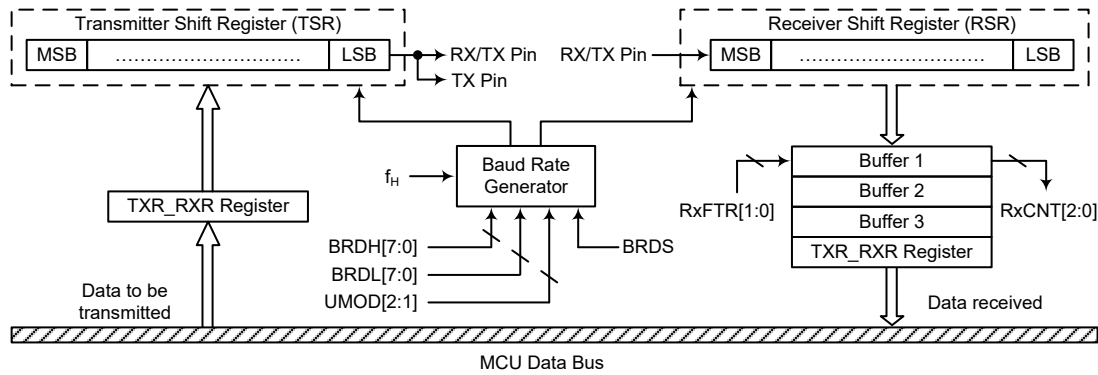 Transmitter Shift Register (TSR)
MSB ………………………… LSB
RX/TX Pin
TX Pin
Receiver Shift Register (RSR)
RX/TX Pin
MSB ………………………… LSB
TXR_RXR Register
Data to be
transmitted
fH
Baud Rate
Generator
BRDH[7:0]
BRDL[7:0]
UMOD[2:1]
BRDS
RxFTR[1:0]
Buffer 1
Buffer 2
Buffer 3
TXR_RXR Register
RxCNT[2:0]
Data received
MCU Data Bus